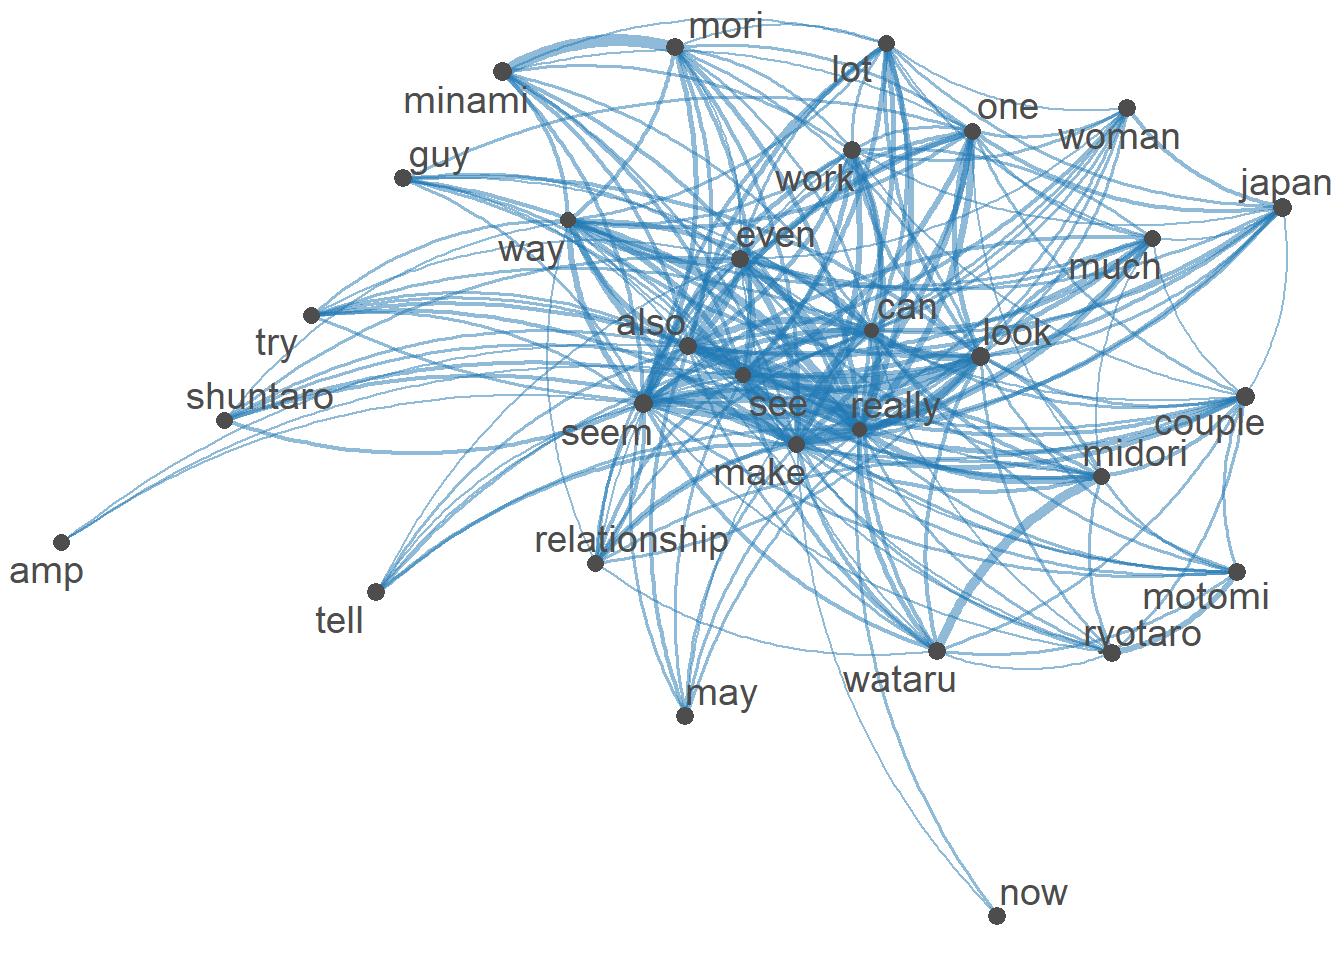 mori
lot
minami
one
woman
guy
work
japan
way
even
much
can
also
look
try
shuntaro
see
really
couple
seem
midori
make
relationship
amp
motomi
tell
ryotaro
wataru
may
now